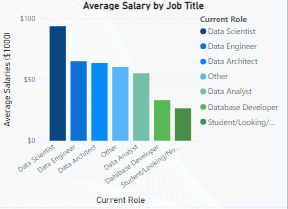 Average Salary by Job Title
Average Salaries ($1000)
$100
$50
$0
Data Scientist
Data Engineer
Data Architect
Other
Data Analyst
Database Developer
Student/Looking/No...
Current Role
Current Role
Data Scientist
Data Engineer
Data Architect
Other
Data Analyst
Database Developer
Student/Looking/...